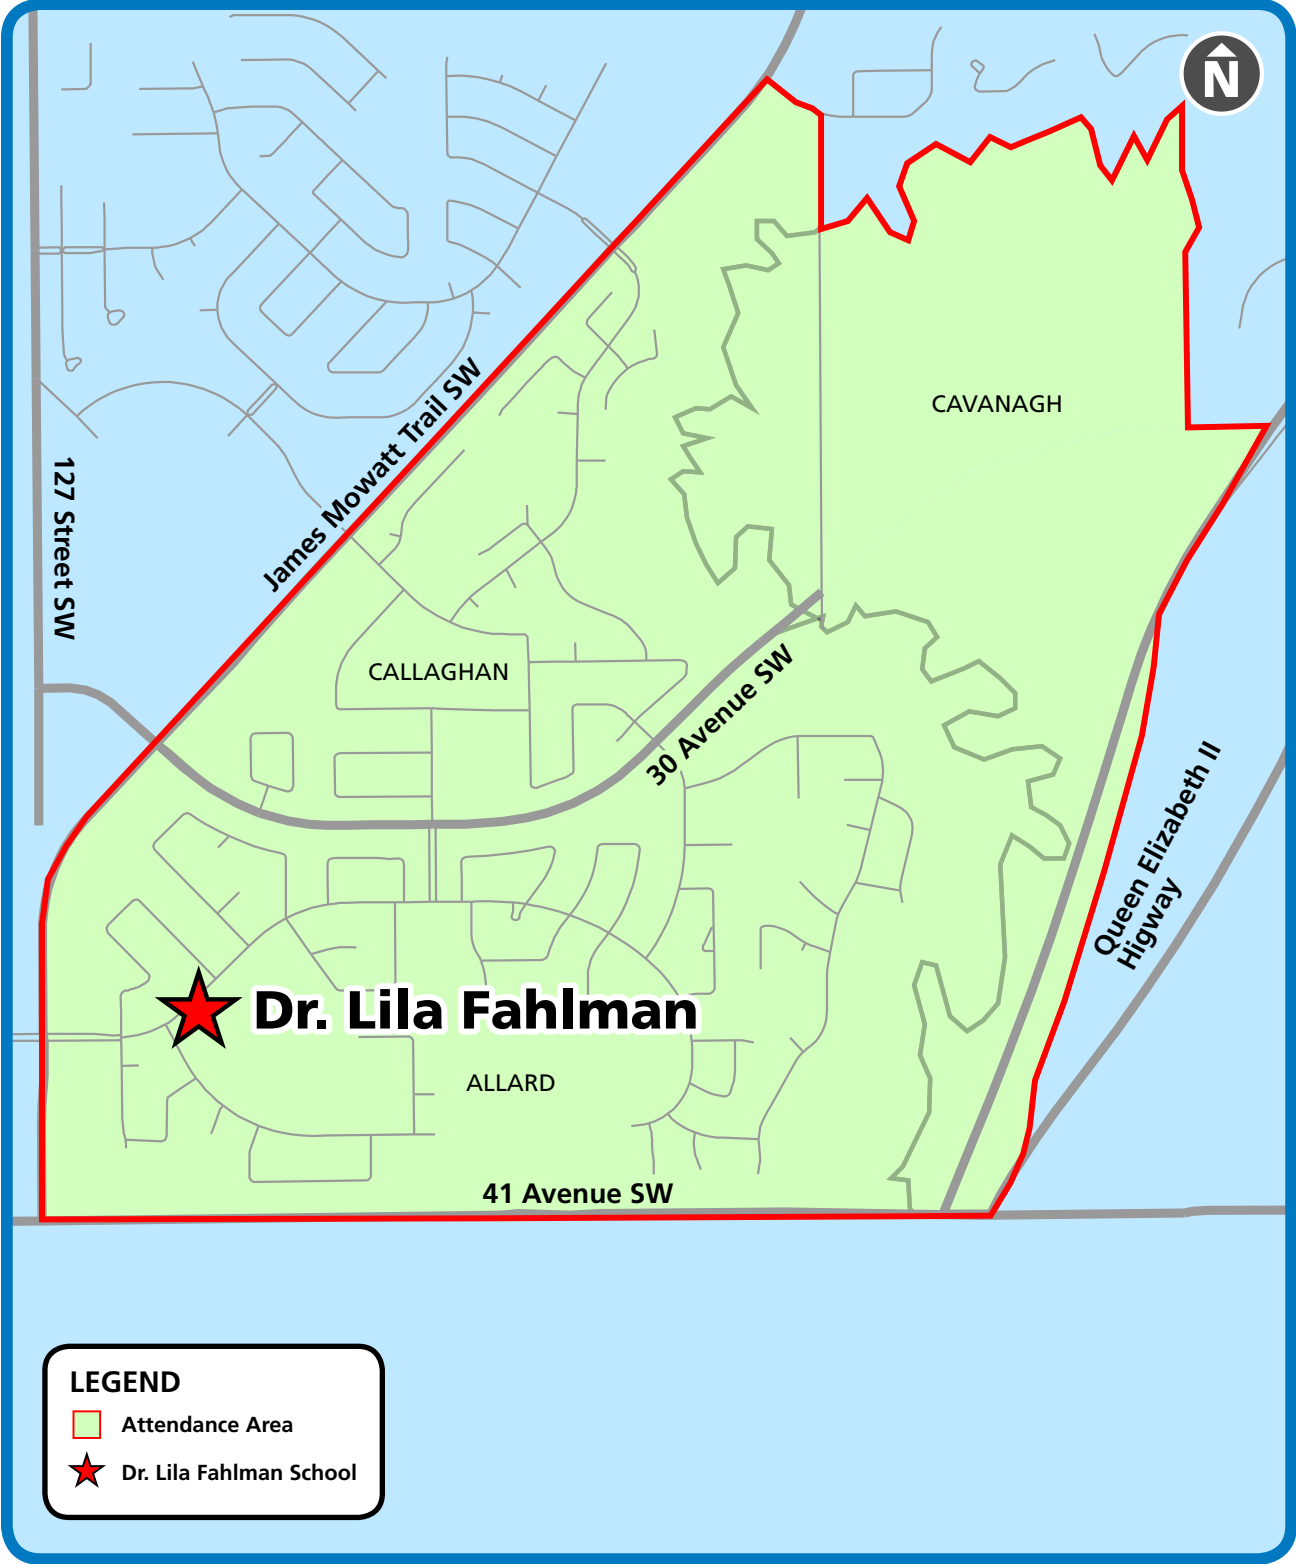 N
CAVANAGH
James Mowatt Trail SW
127 Street SW
CALLAGHAN
30 Avenue SW
Queen Elizabeth II
Higway
Dr. Lila Fahlman
ALLARD
41 Avenue SW
LEGEND
Attendance Area
Dr. Lila Fahlman School